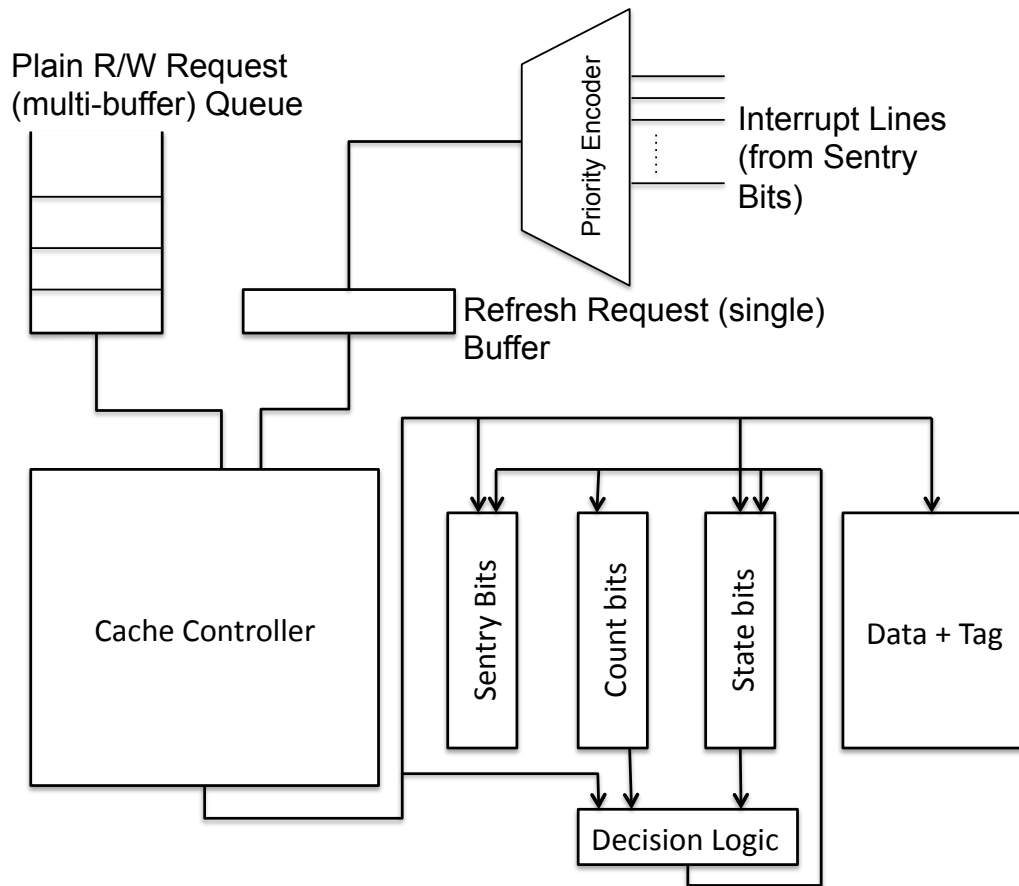 Plain R/W Request
(multi-buffer) Queue
Priority Encoder
Interrupt Lines
(from Sentry
Bits)
Refresh Request (single)
Buffer
Cache Controller
Sentry Bits
Count bits
State bits
Data + Tag
Decision Logic